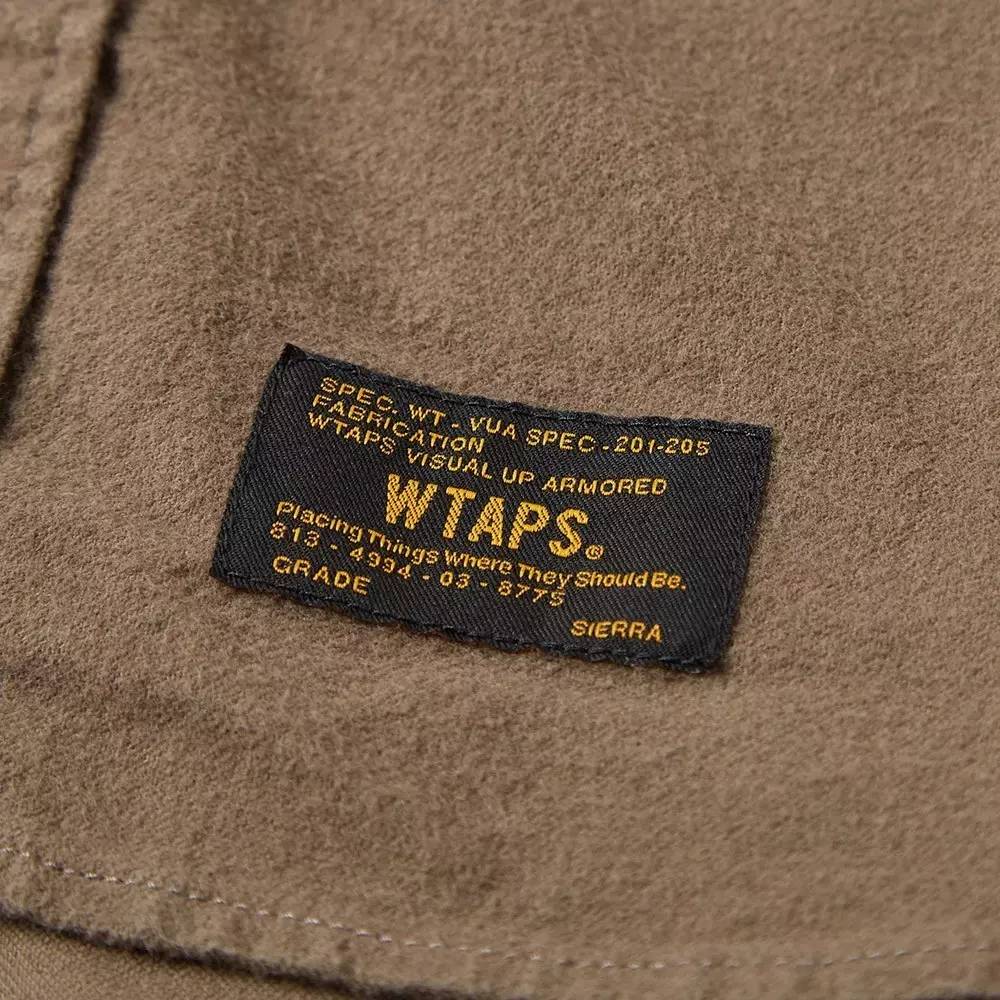 SPEC. WT - VUA SPEC - 201-205
FABRICATION
WTAPS VISUAL UP ARMORED
WTAPS®
Placing Things Where They Should Be.
813 - 4994 - 03 - 8775
GRADE
SIERRA